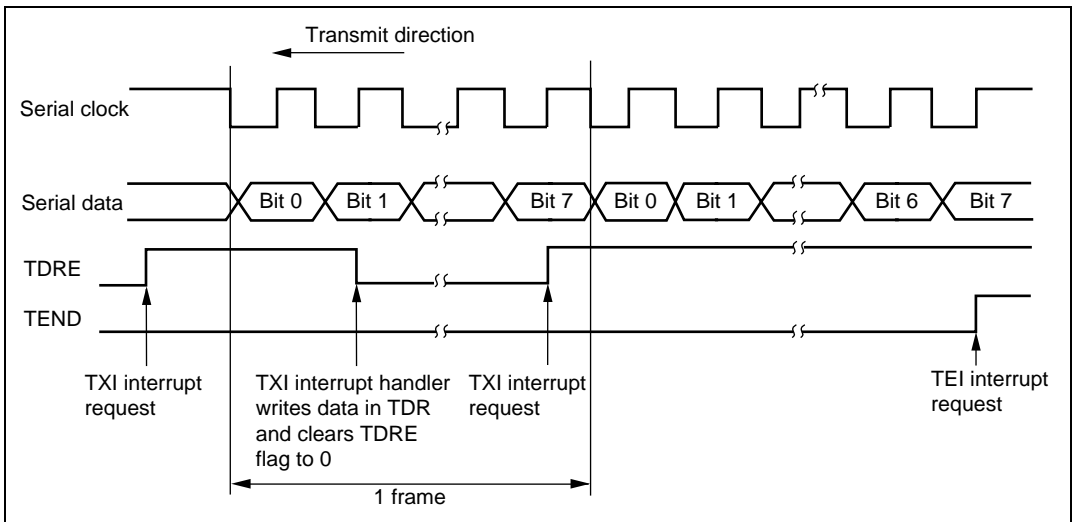 Transmit direction
Serial clock
Serial data
Bit 0
Bit 1
Bit 7
Bit 0
Bit 1
Bit 6
Bit 7
TDRE
TEND
TXI interrupt
request
TXI interrupt handler
writes data in TDR
and clears TDRE
flag to 0
TXI interrupt
request
TEI interrupt
request
1 frame